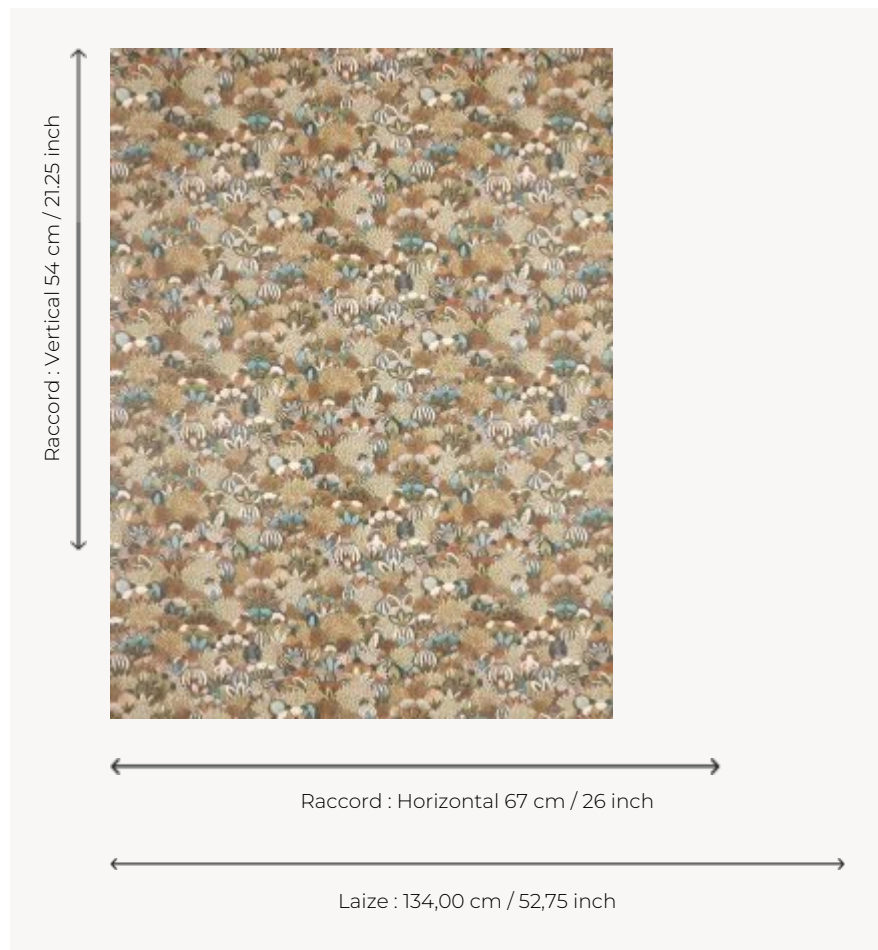 Raccord : Vertical 54 cm / 21.25 inch
Raccord : Horizontal 67 cm / 26 inch
Laize : 134,00 cm / 52,75 inch